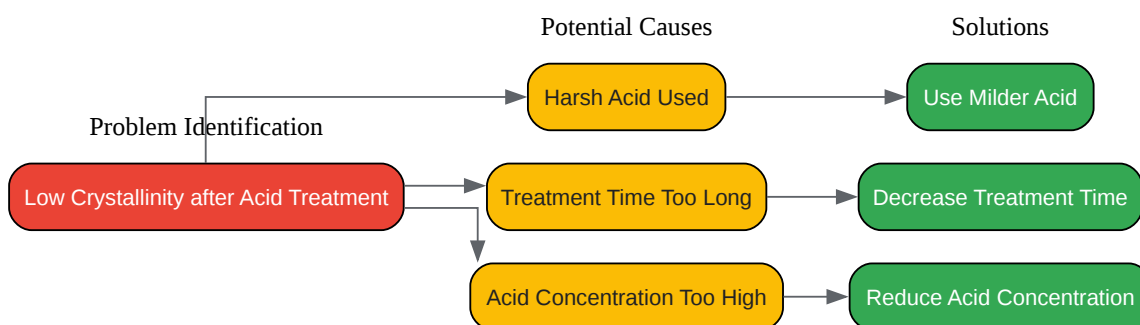 Potential Causes
Solutions
Harsh Acid Used
Use Milder Acid
Problem Identification
Low Crystallinity after Acid Treatment
Treatment Time Too Long
Decrease Treatment Time
Acid Concentration Too High
Reduce Acid Concentration